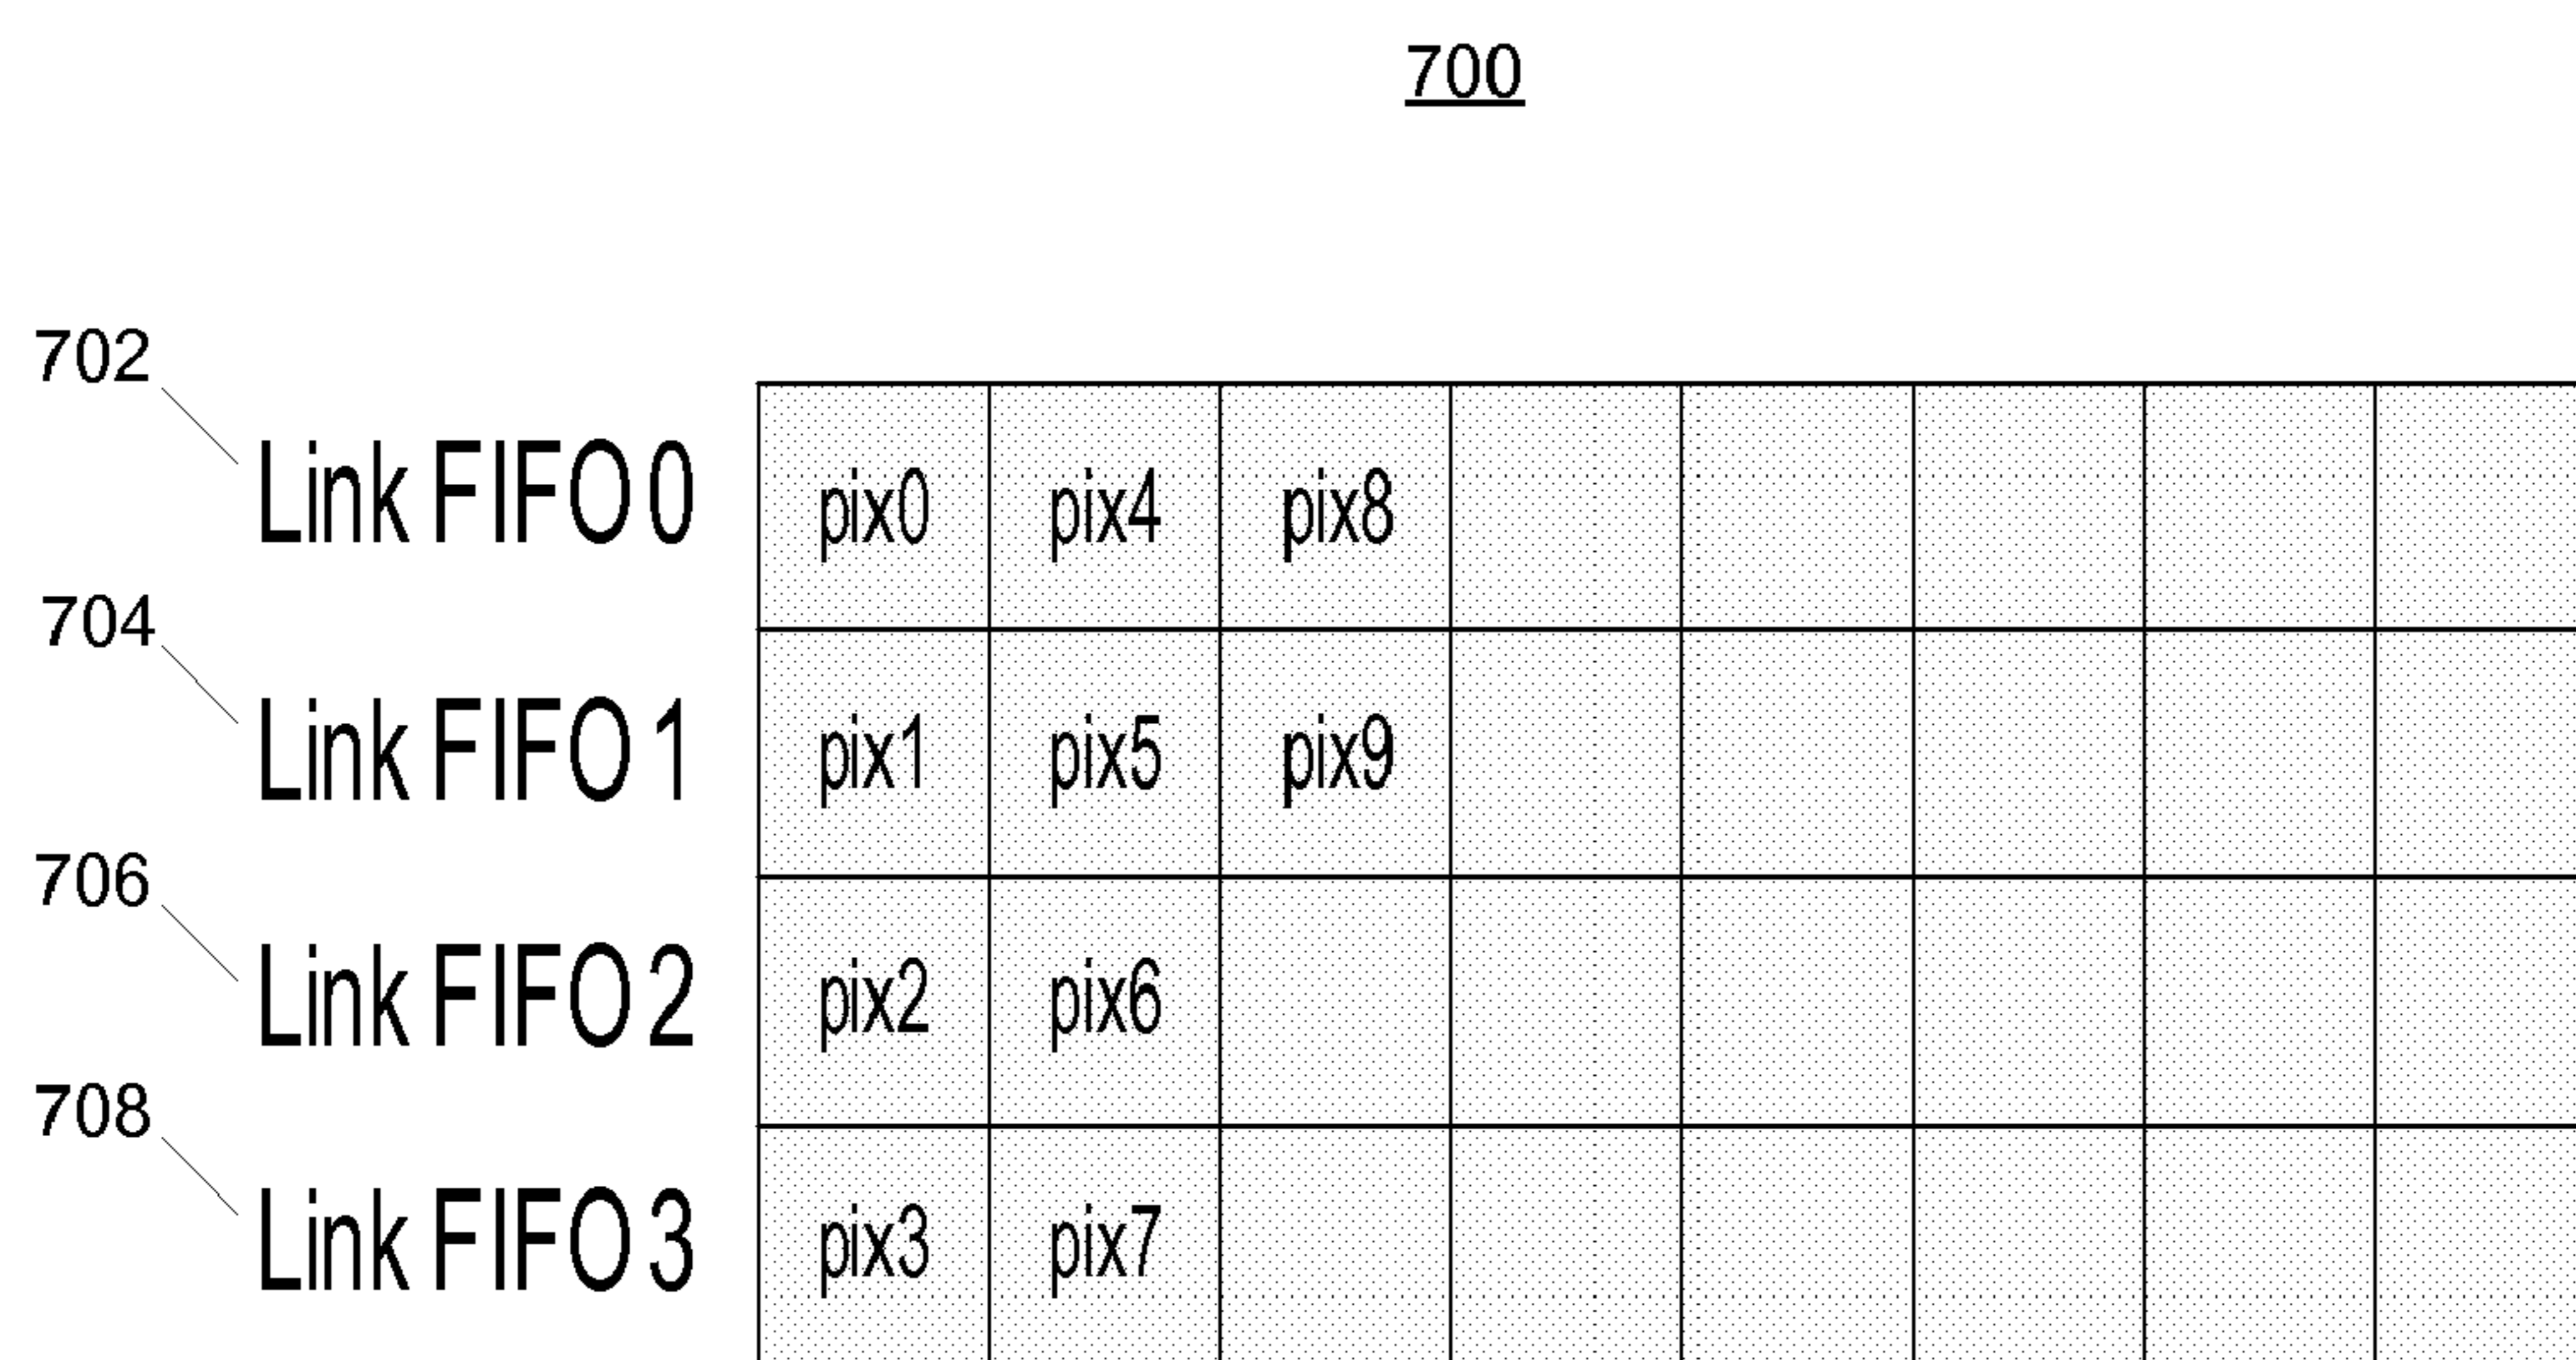 700
702
Link FIFO 0 pix0 pix4 pix8
704
Link FIFO 1 pix1 pix5 pix9
706
Link FIFO 2 pix2 pix6
708
Link FIFO 3 pix3 pix7